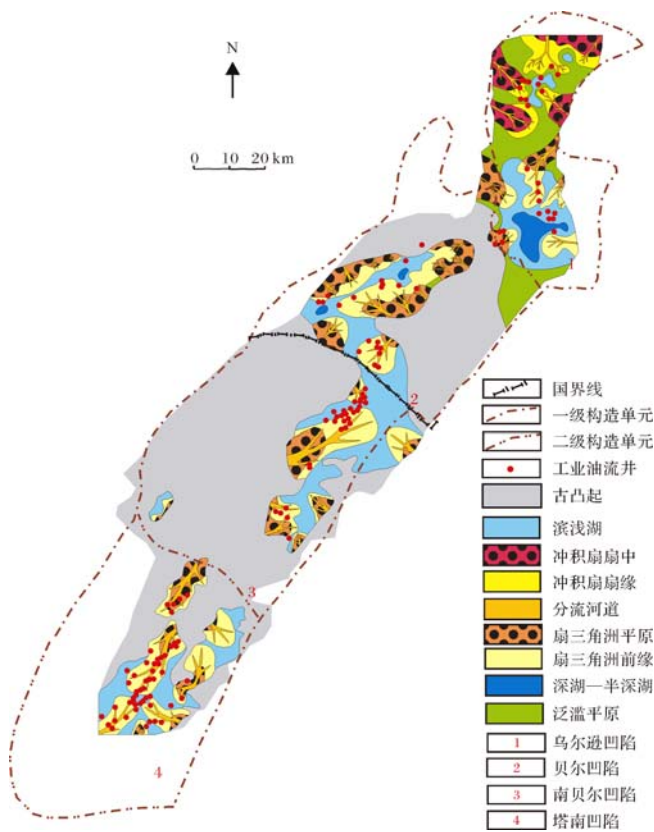 N
0 10 20 km
2
3
4
国界线
一级构造单元
二级构造单元
工业油流井
古凸起
滨浅湖
冲积扇扇中
冲积扇扇缘
分流河道
扇三角洲平原
扇三角洲前缘
深湖—半深湖
泛滥平原
1 乌尔逊凹陷
2 贝尔凹陷
3 南贝尔凹陷
4 塔南凹陷